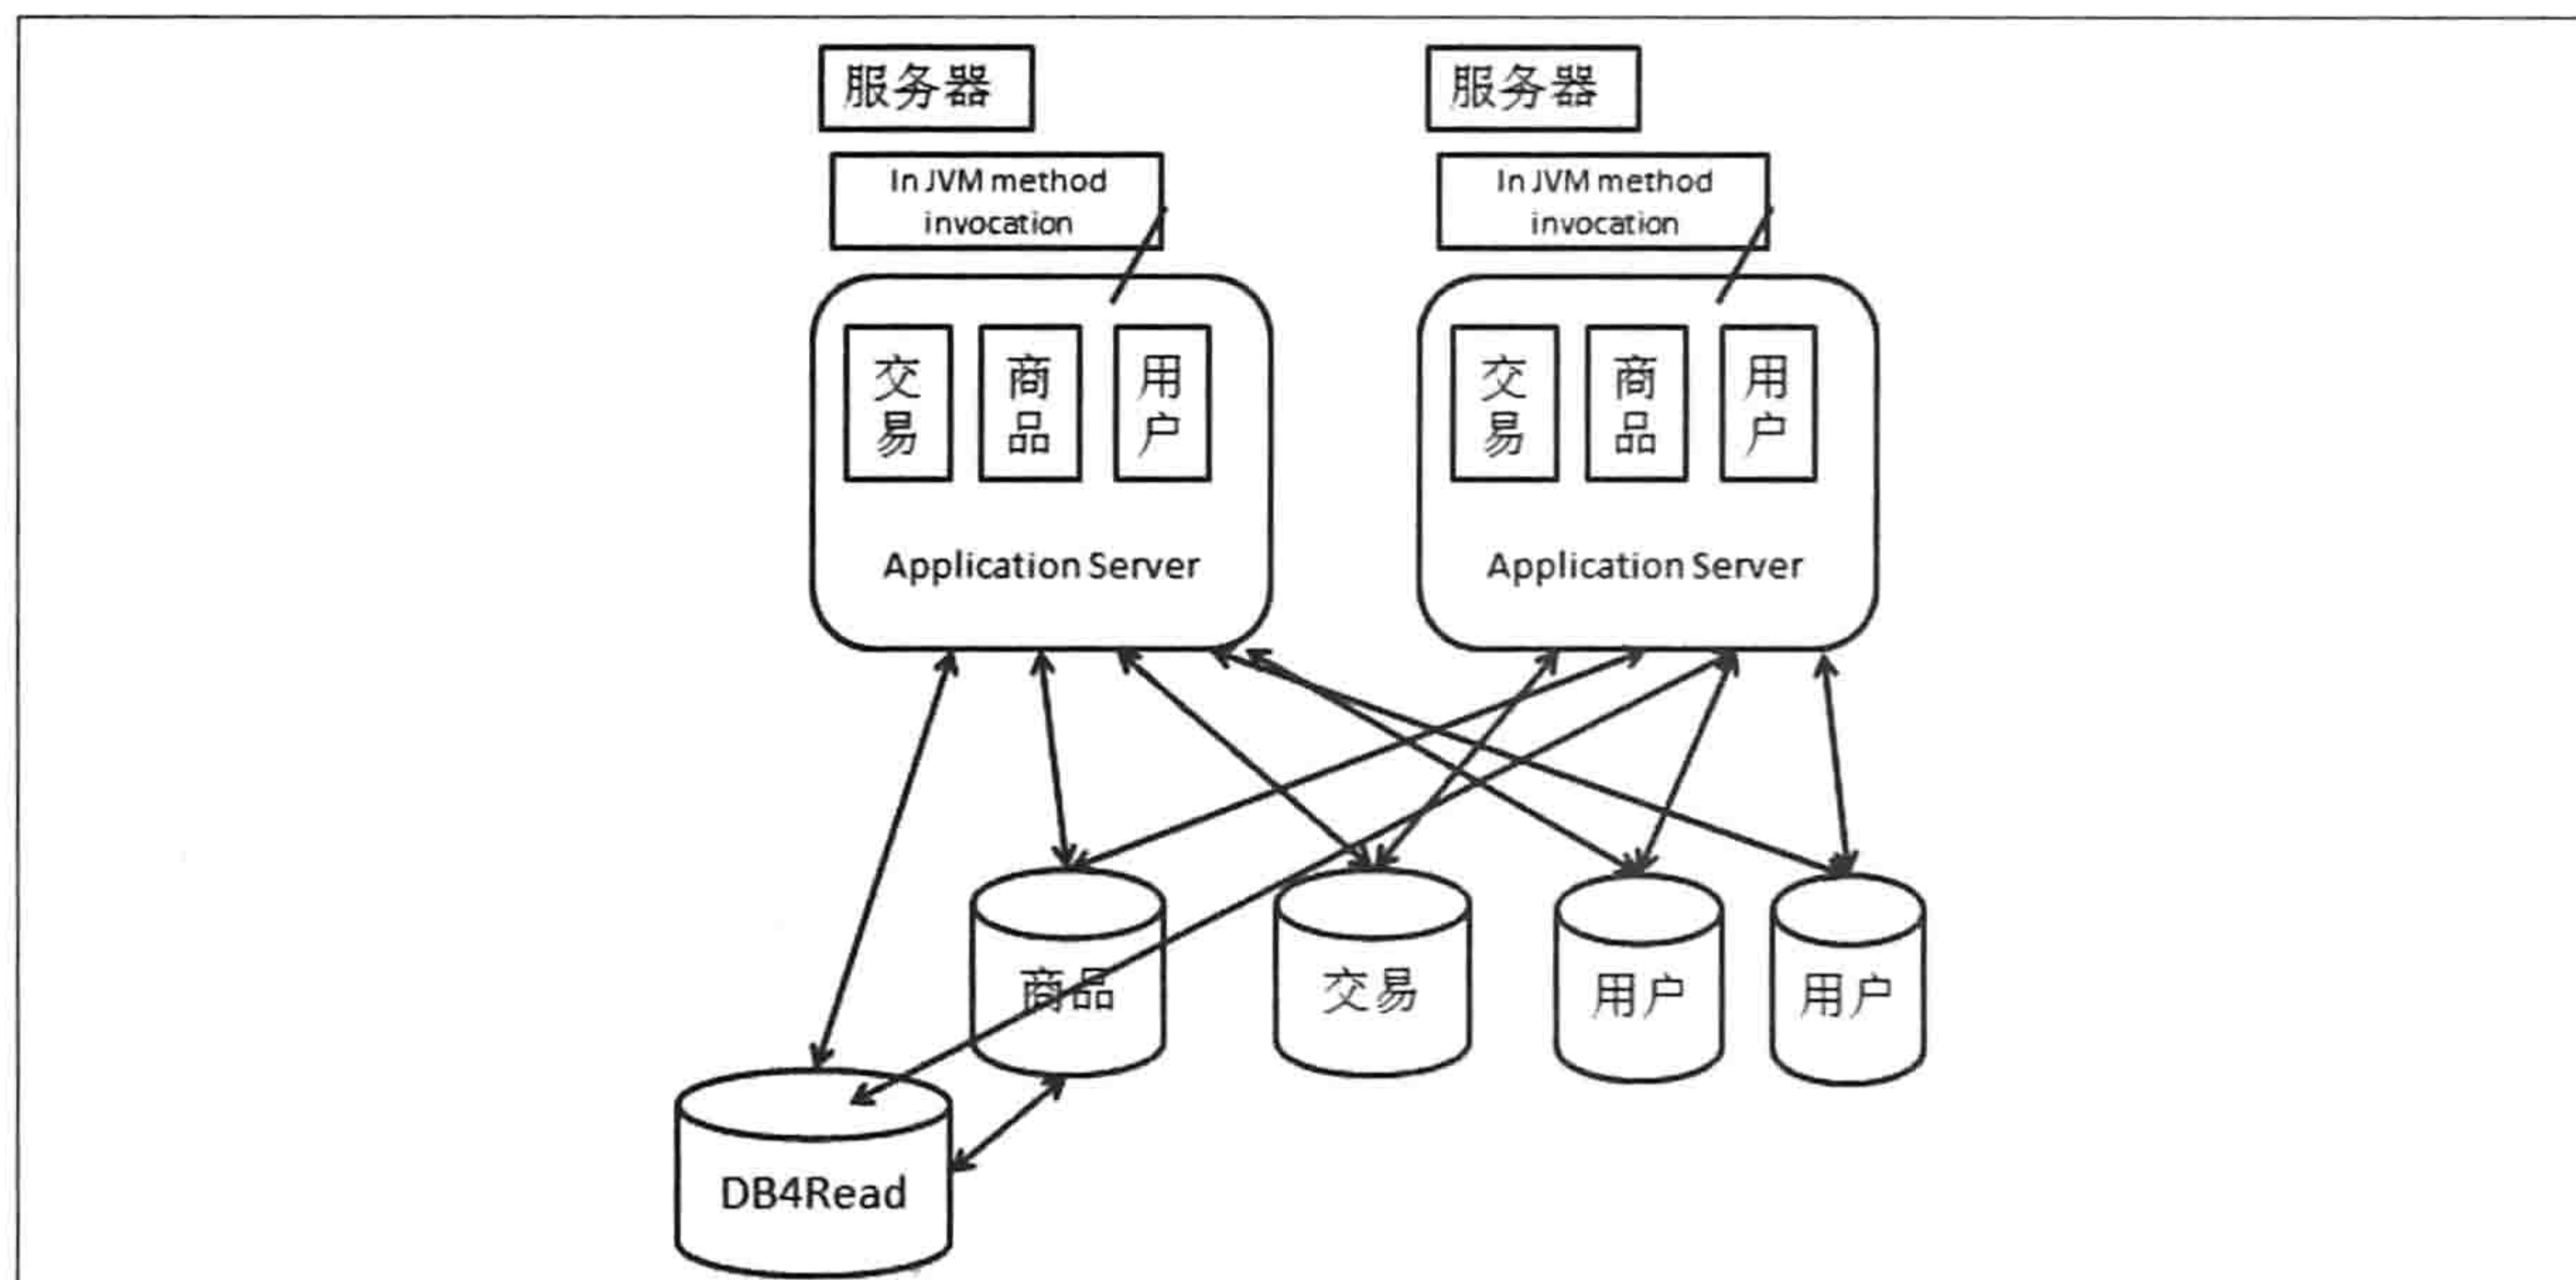 服务器
服务器
In JVM method
invocation
In JVM method
invocation
交易
商品
用户
Application Server
交易
商品
用户
Application Server
商品
交易
用户
用户
DB4Read